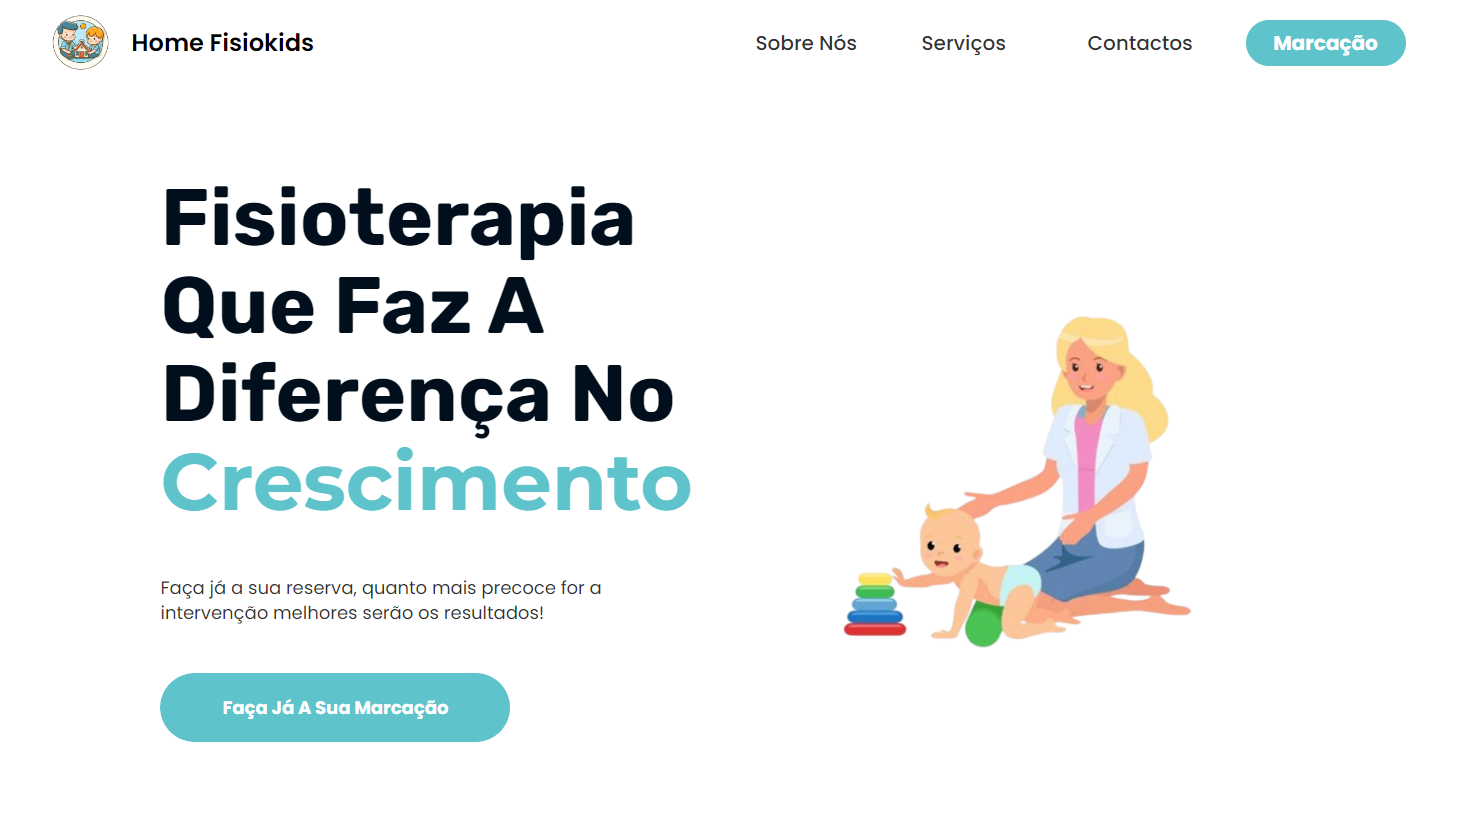 Home Fisiokids
Sobre Nós
Serviços
Contactos
Marcação
Fisioterapia
Que Faz A
Diferença No
Crescimento
Faça já a sua reserva, quanto mais precoce for a
intervenção melhores serão os resultados!
Faça Já A Sua Marcação